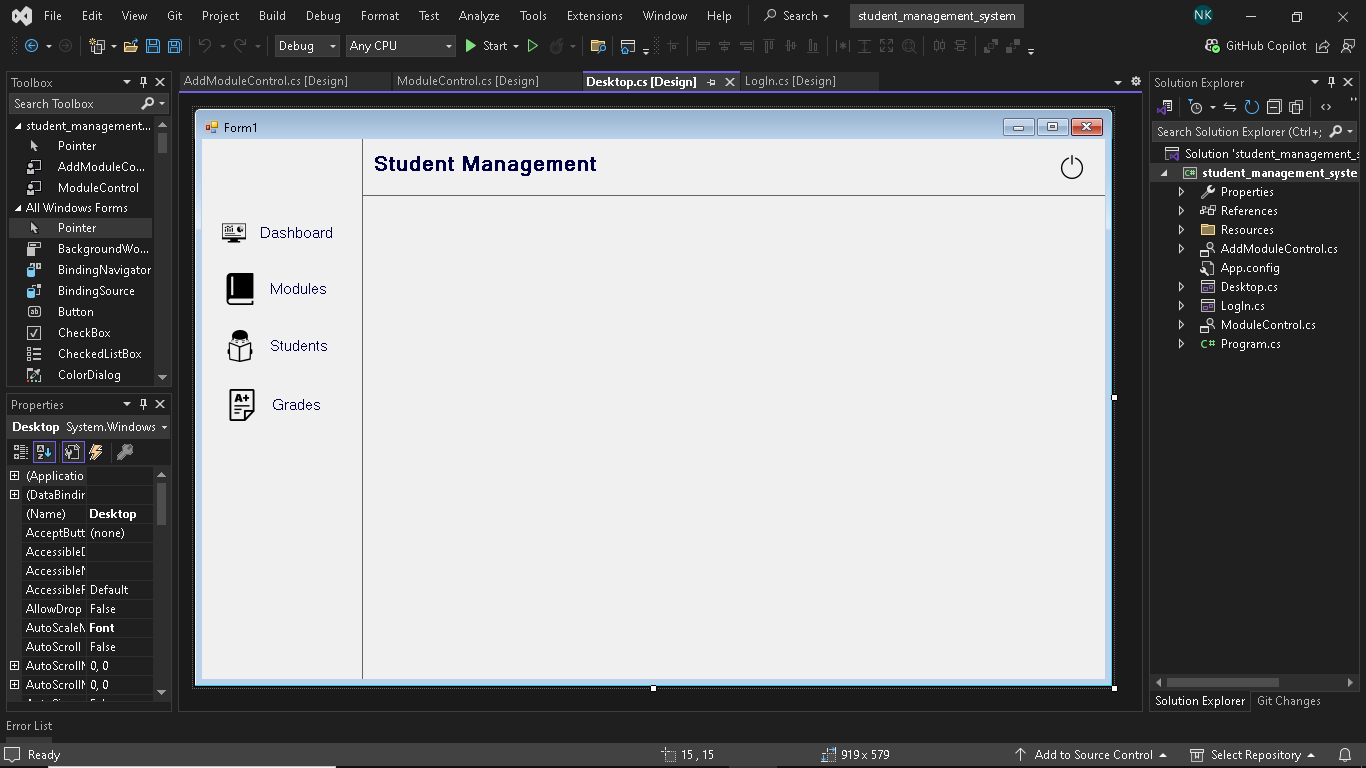 File Edit View Git Project Build Debug Format Test Analyze Tools Extensions Window Help Search student_management_system NK
Debug Any CPU Start GitHub Copilot
Toolbox
Search Toolbox
student_management...
Pointer
AddModuleCo...
ModuleControl
All Windows Forms
Pointer
BackgroundWo...
BindingNavigator
BindingSource
Button
CheckBox
CheckedListBox
ColorDialog
Properties
Desktop System.Windows
(Applicatio
(DataBindin
(Name) Desktop
AcceptButt (none)
Accessible
Accessible
Accessible Default
AllowDrop False
AutoScale Font
AutoScroll False
AutoScroll 0, 0
AutoScroll 0, 0
AddModuleControl.cs [Design] ModuleControl.cs [Design] Desktop.cs [Design] LogIn.cs [Design]
Form1
Student Management
Dashboard
Modules
Students
A+
Grades
Solution Explorer
Search Solution Explorer (Ctrl+;
Solution 'student_management_s
student_management_syste
Properties
References
Resources
AddModuleControl.cs
App.config
Desktop.cs
LogIn.cs
ModuleControl.cs
C# Program.cs
Solution Explorer Git Changes
Error List
Ready 15 , 15 919 x 579 Add to Source Control Select Repository